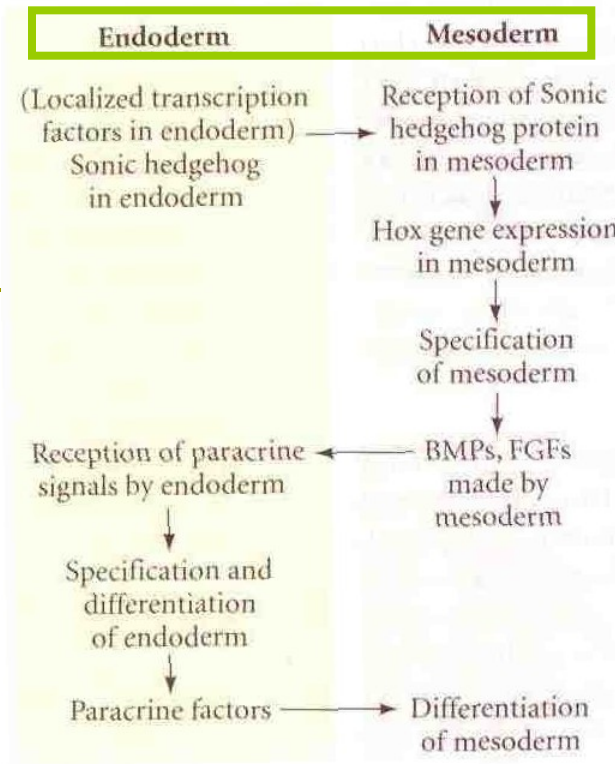 Endoderm
Mesoderm
(Localized transcription
factors in endoderm)
Sonic hedgehog
in endoderm
Reception of Sonic
hedgehog protein
in mesoderm
Hox gene expression
in mesoderm
Specification
of mesoderm
BMPs, FGFs
made by
mesoderm
Reception of paracrine
signals by endoderm
Specification and
differentiation
of endoderm
Paracrine factors
Differentiation
of mesoderm